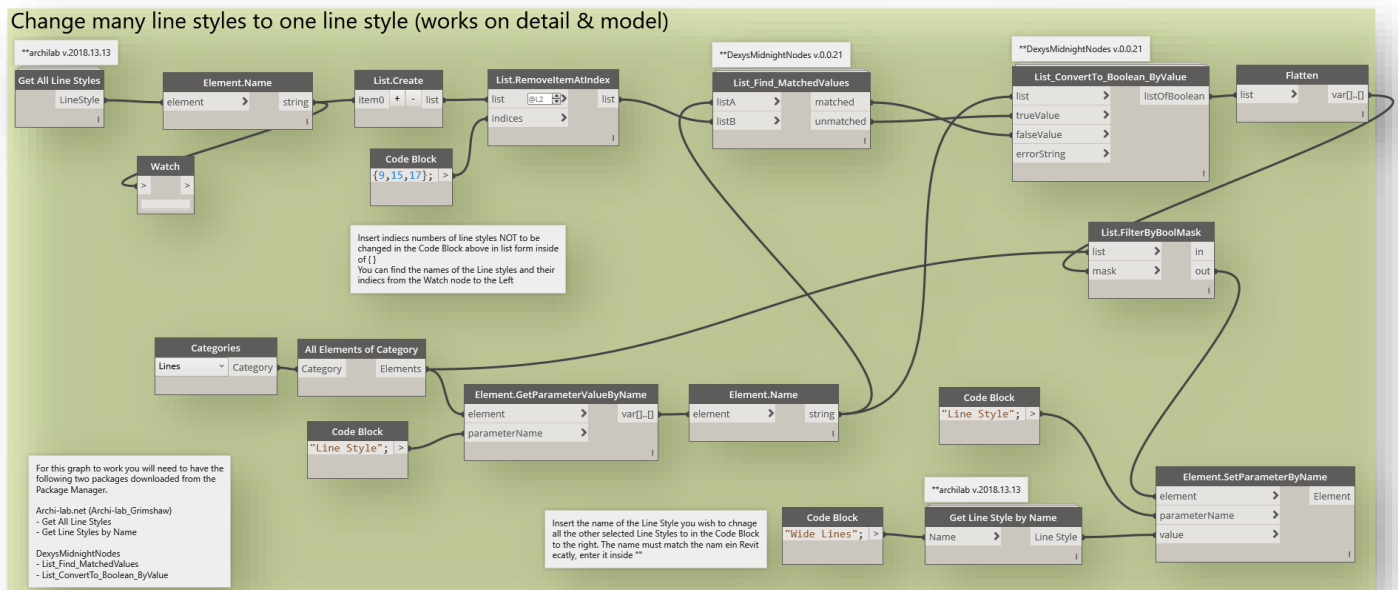 Change many line styles to one line style (works on detail & model)
**archilab v.2018.13.13
Get All Line Styles
LineStyle
Element.Name
element > string
List.Create
item0 + - list
List.RemoveItemAtIndex
list @L2 > list
indices >
Watch
> >
Code Block
{9,15,17}; >
Insert indiecs numbers of line styles NOT to be
changed in the Code Block above in list form inside
of { }
You can find the names of the Line styles and their
indiecs from the Watch node to the Left
**DexysMidnightNodes v.0.0.21
List_Find_MatchedValues
listA > matched
listB > unmatched
**DexysMidnightNodes v.0.0.21
List_ConvertTo_Boolean_ByValue
list > listOfBoolean
trueValue >
falseValue >
errorString >
Flatten
list > var[]..[]
List.FilterByBoolMask
list > in
mask > out
Categories
Lines Category
All Elements of Category
Category Elements
Element.GetParameterValueByName
element > var[]..[]
parameterName >
Element.Name
element > string
Code Block
"Line Style"; >
Code Block
"Line Style"; >
For this graph to work you will need to have the
following two packages downloaded from the
Package Manager.
Archi-lab.net (Archi-lab_Grimshaw)
- Get All Line Styles
- Get Line Styles by Name
DexysMidnightNodes
- List_Find_MatchedValues
- List_ConvertTo_Boolean_ByValue
Insert the name of the Line Style you wish to chnage
all the other selected Line Styles to in the Code Block
to the right. The name must match the nam ein Revit
ecatly, enter it inside ""
Code Block
"Wide Lines"; >
**archilab v.2018.13.13
Get Line Style by Name
Name > Line Style
Element.SetParameterByName
element > Element
parameterName >
value >